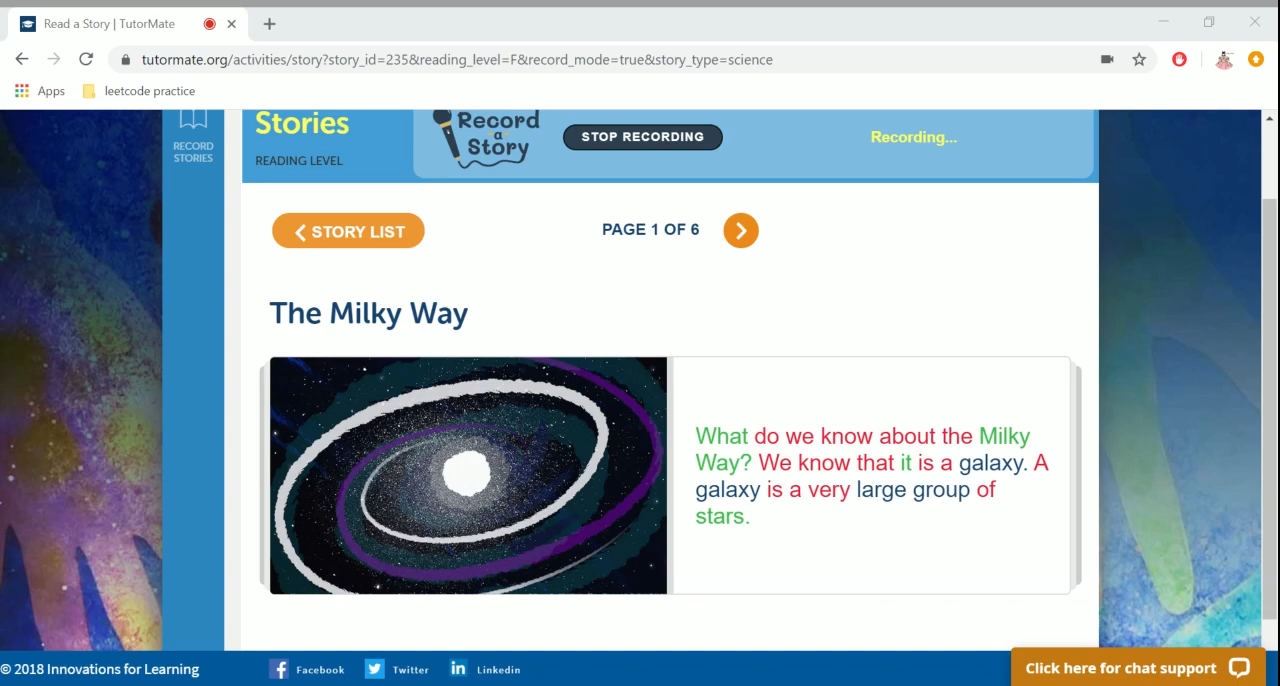 Read a Story | TutorMate
tutormate.org/activities/story?story_id=235&reading_level=F&record_mode=true&story_type=science
Apps
leetcode practice
RECORD
STORIES
Stories
READING LEVEL
Record
a
Story
STOP RECORDING
Recording...
STORY LIST
PAGE 1 OF 6
The Milky Way
What do we know about the Milky
Way? We know that it is a galaxy. A
galaxy is a very large group of
stars.
© 2018 Innovations for Learning
Facebook
Twitter
Linkedin
Click here for chat support